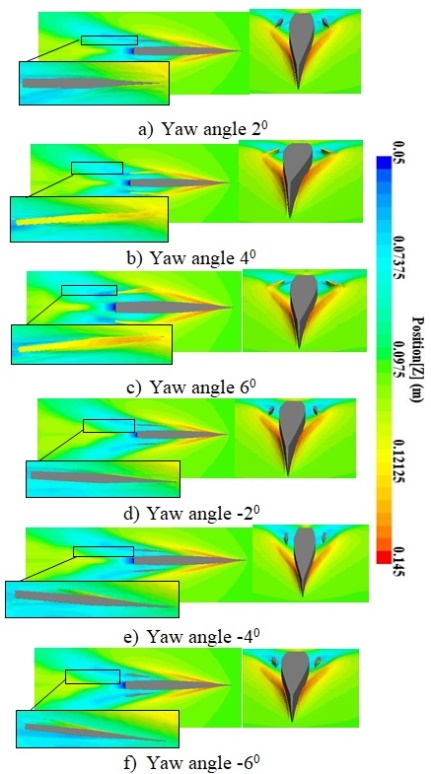 a) Yaw angle 2⁰
b) Yaw angle 4⁰
c) Yaw angle 6⁰
d) Yaw angle -2⁰
e) Yaw angle -4⁰
f) Yaw angle -6⁰
Position[Z] (m)
0.05
0.07375
0.0975
0.12125
0.145